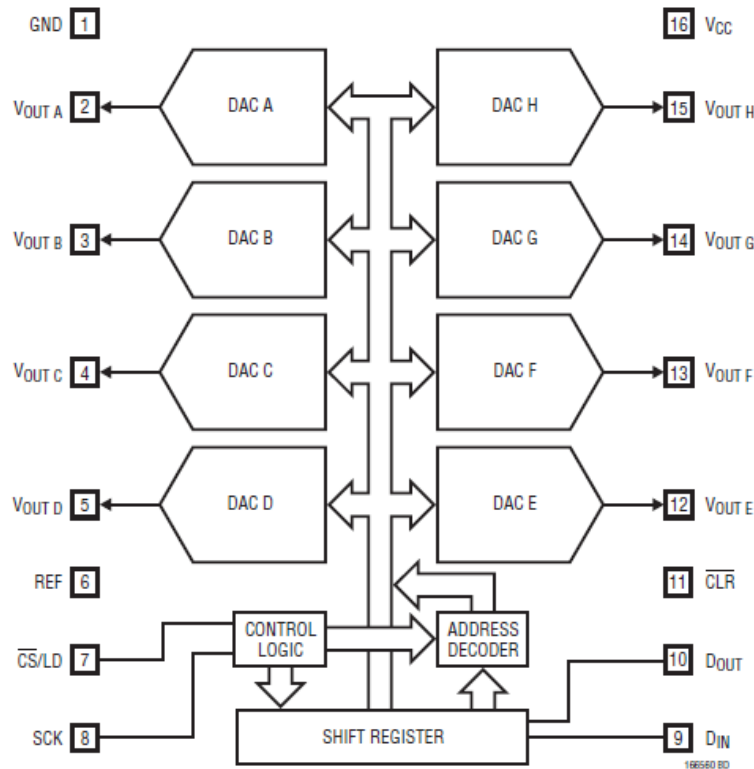 GND 1 16 VCC
VOUT A 2 DAC A DAC H 15 VOUT H
VOUT B 3 DAC B DAC G 14 VOUT G
VOUT C 4 DAC C DAC F 13 VOUT F
VOUT D 5 DAC D DAC E 12 VOUT E
REF 6 11 C̅L̅R̅
C̅S̅/LD 7 CONTROL LOGIC ADDRESS DECODER 10 DOUT
SCK 8 SHIFT REGISTER 9 DIN
166560 BD